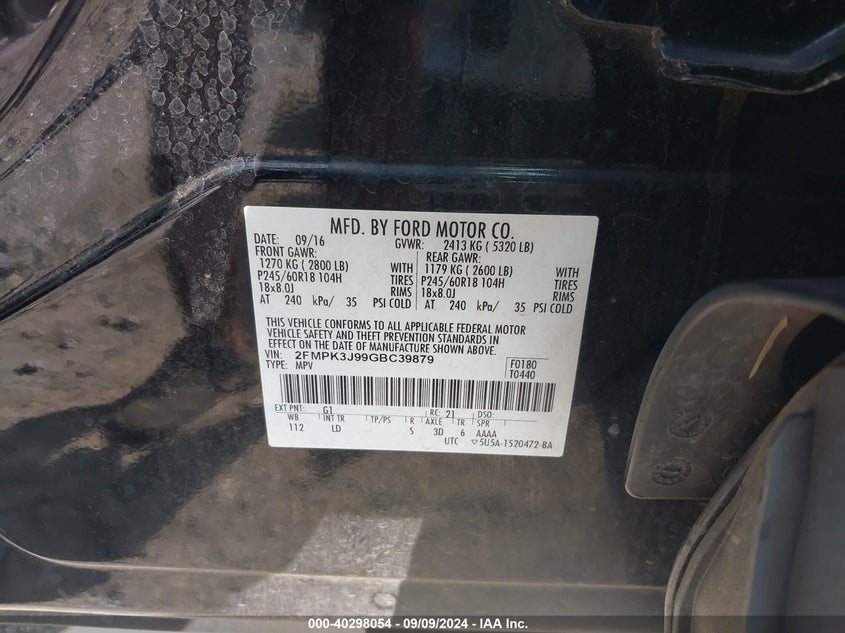 MFD. BY FORD MOTOR CO.
DATE: 09/16 GVWR: 2413 KG ( 5320 LB)
FRONT GAWR: REAR GAWR:
1270 KG ( 2800 LB) WITH 1179 KG ( 2600 LB) WITH
P245/60R18 104H TIRES P245/60R18 104H TIRES
18x8.0J RIMS 18x8.0J RIMS
AT 240 kPa/ 35 PSI COLD AT 240 kPa/ 35 PSI COLD
THIS VEHICLE CONFORMS TO ALL APPLICABLE FEDERAL MOTOR
VEHICLE SAFETY AND THEFT PREVENTION STANDARDS IN
EFFECT ON THE DATE OF MANUFACTURE SHOWN ABOVE.
VIN: 2FMPK3J99GBC39879 F0180
TYPE: MPV T0440
EXT PNT: G1 RC: 21 DSO:
WB INT TR TP/PS R AXLE TR SPR
112 LD S 3D 6 AAAA
UTC 5U5A-1520472-BA
000-40298054 - 09/09/2024 - IAA Inc.